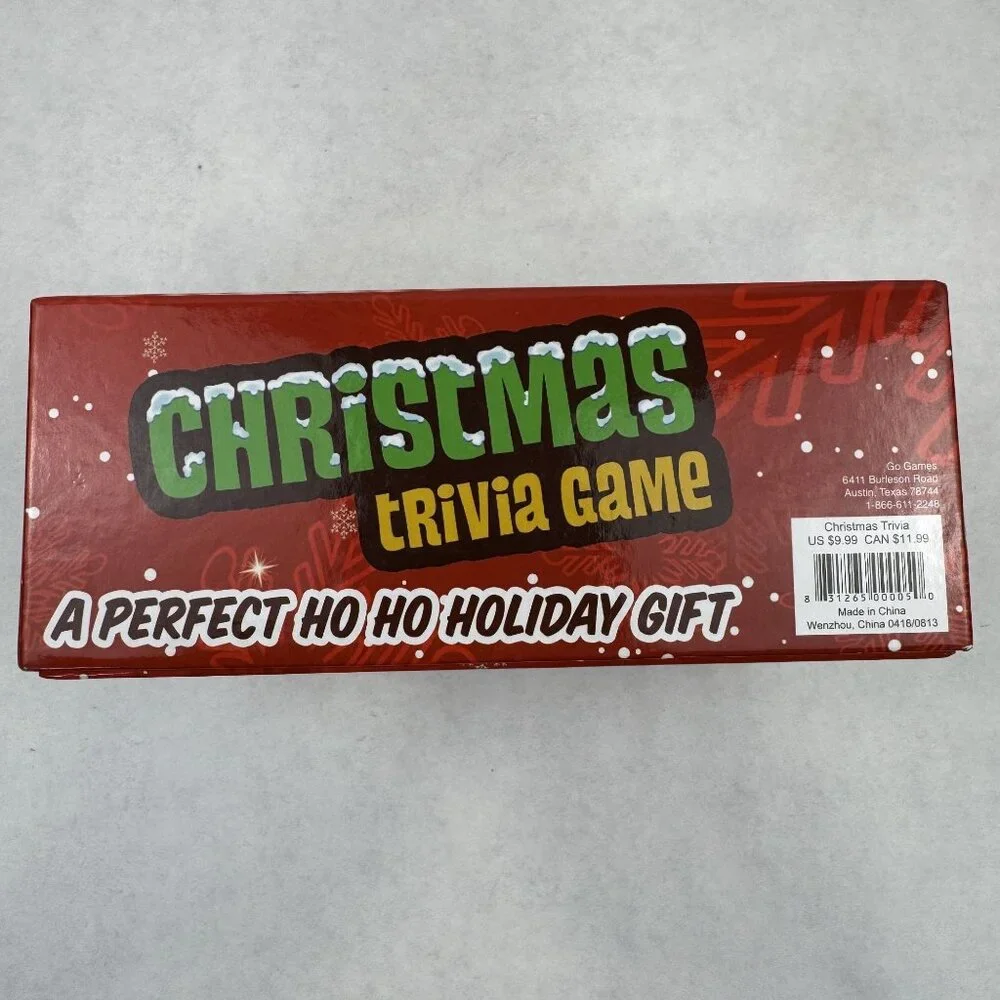 CHRiStMaS
tRiVia GaMe
A PERFECT HO HO HOLIDAY GIFT.
Go Games
6411 Burleson Road
Austin, Texas 78744
1-866-611-2248
Christmas Trivia
US $9.99 CAN $11.99
8 31265 00005 0
Made in China
Wenzhou, China 0418/0813